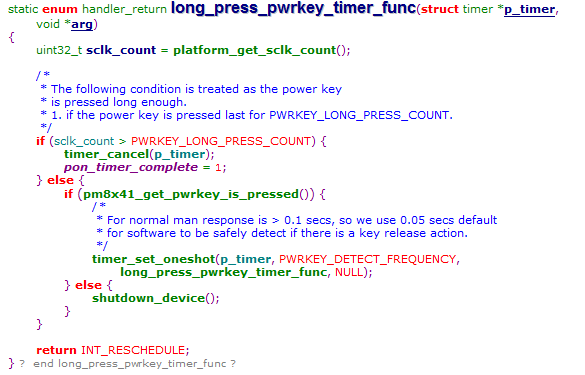 static enum handler_return long_press_pwrkey_timer_func(struct timer *p_timer,
void *arg)
{
uint32_t sclk_count = platform_get_sclk_count();
/*
* The following condition is treated as the power key
* is pressed long enough.
* 1. if the power key is pressed last for PWRKEY_LONG_PRESS_COUNT.
*/
if (sclk_count > PWRKEY_LONG_PRESS_COUNT) {
timer_cancel(p_timer);
pon_timer_complete = 1;
} else {
if (pm8x41_get_pwrkey_is_pressed()) {
/*
* For normal man response is > 0.1 secs, so we use 0.05 secs default
* for software to be safely detect if there is a key release action.
*/
timer_set_oneshot(p_timer, PWRKEY_DETECT_FREQUENCY,
long_press_pwrkey_timer_func, NULL);
} else {
shutdown_device();
}
}
return INT_RESCHEDULE;
} ? end long_press_pwrkey_timer_func ?